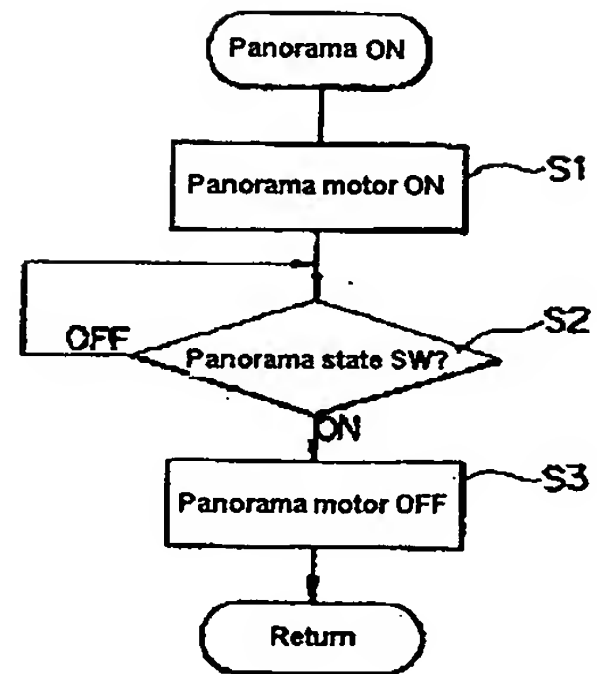 Panorama ON
Panorama motor ON
S1
OFF
Panorama state SW?
S2
ON
Panorama motor OFF
S3
Return